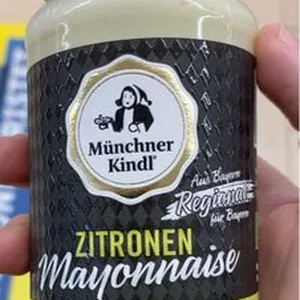 Münchner
Kindl®
Aus Bayern
Regional
für Bayern
ZITRONEN
Mayonnaise